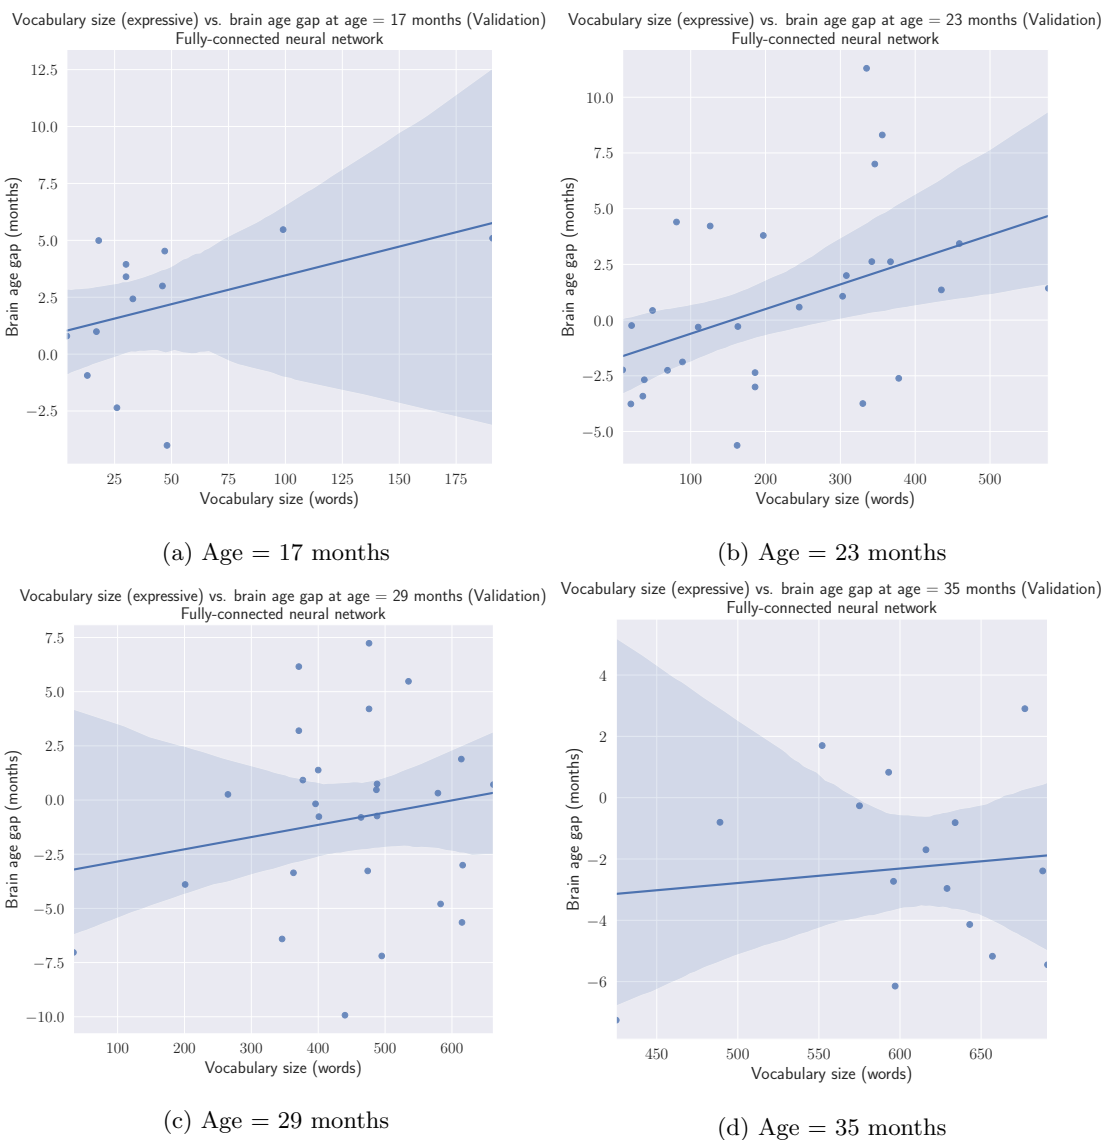 Vocabulary size (expressive) vs. brain age gap at age = 17 months (Validation)
Fully-connected neural network
12.5
10.0
7.5
5.0
2.5
0.0
−2.5
Brain age gap (months)
25 50 75 100 125 150 175
Vocabulary size (words)
(a) Age = 17 months
Vocabulary size (expressive) vs. brain age gap at age = 23 months (Validation)
Fully-connected neural network
10.0
7.5
5.0
2.5
0.0
−2.5
−5.0
Brain age gap (months)
100 200 300 400 500
Vocabulary size (words)
(b) Age = 23 months
Vocabulary size (expressive) vs. brain age gap at age = 29 months (Validation)
Fully-connected neural network
7.5
5.0
2.5
0.0
−2.5
−5.0
−7.5
−10.0
Brain age gap (months)
100 200 300 400 500 600
Vocabulary size (words)
(c) Age = 29 months
Vocabulary size (expressive) vs. brain age gap at age = 35 months (Validation)
Fully-connected neural network
4
2
0
−2
−4
−6
Brain age gap (months)
450 500 550 600 650
Vocabulary size (words)
(d) Age = 35 months